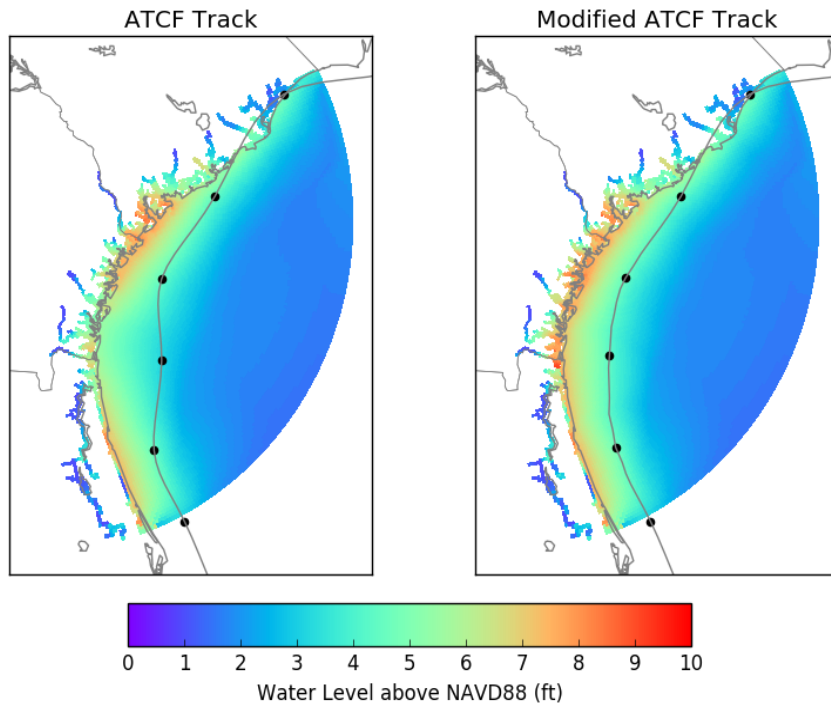 ATCF Track
Modified ATCF Track
0 1 2 3 4 5 6 7 8 9 10
Water Level above NAVD88 (ft)